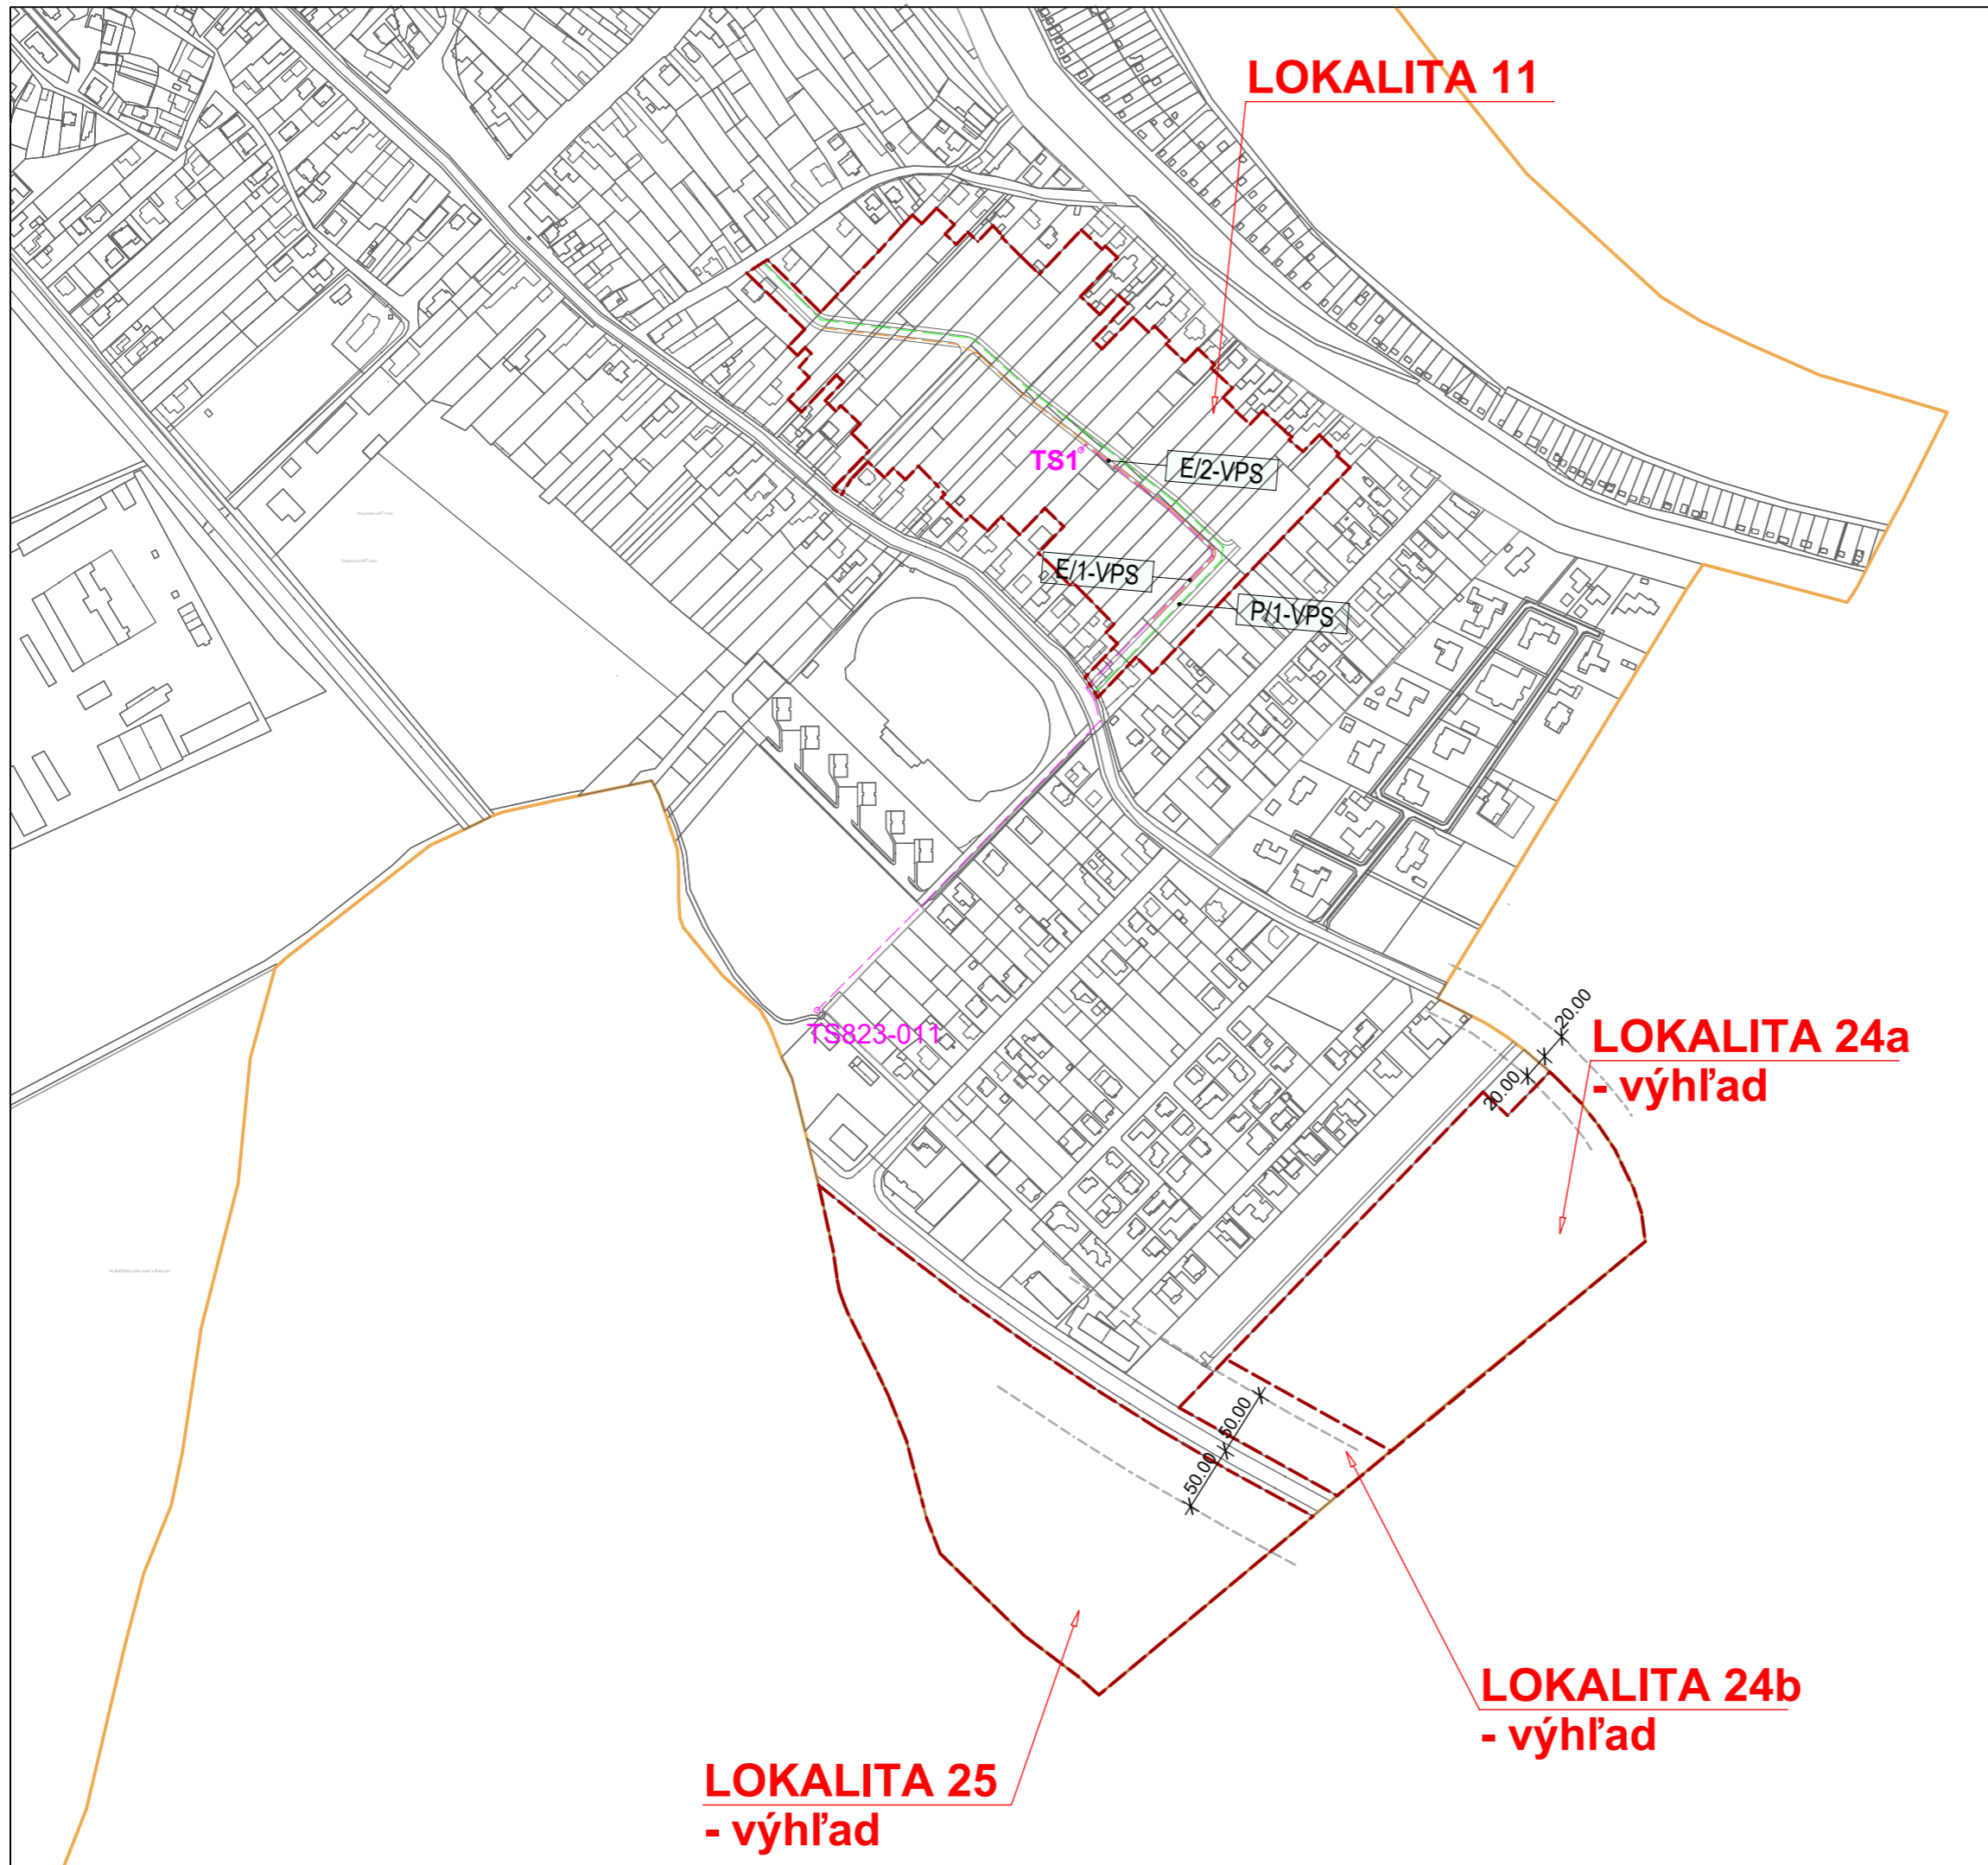 LOKALITA 11
TS1
E/2-VPS
E/1-VPS
P/1-VPS
TS823-011
20.00
20.00
LOKALITA 24a
- výhľad
50.00
50.00
LOKALITA 24b
- výhľad
LOKALITA 25
- výhľad